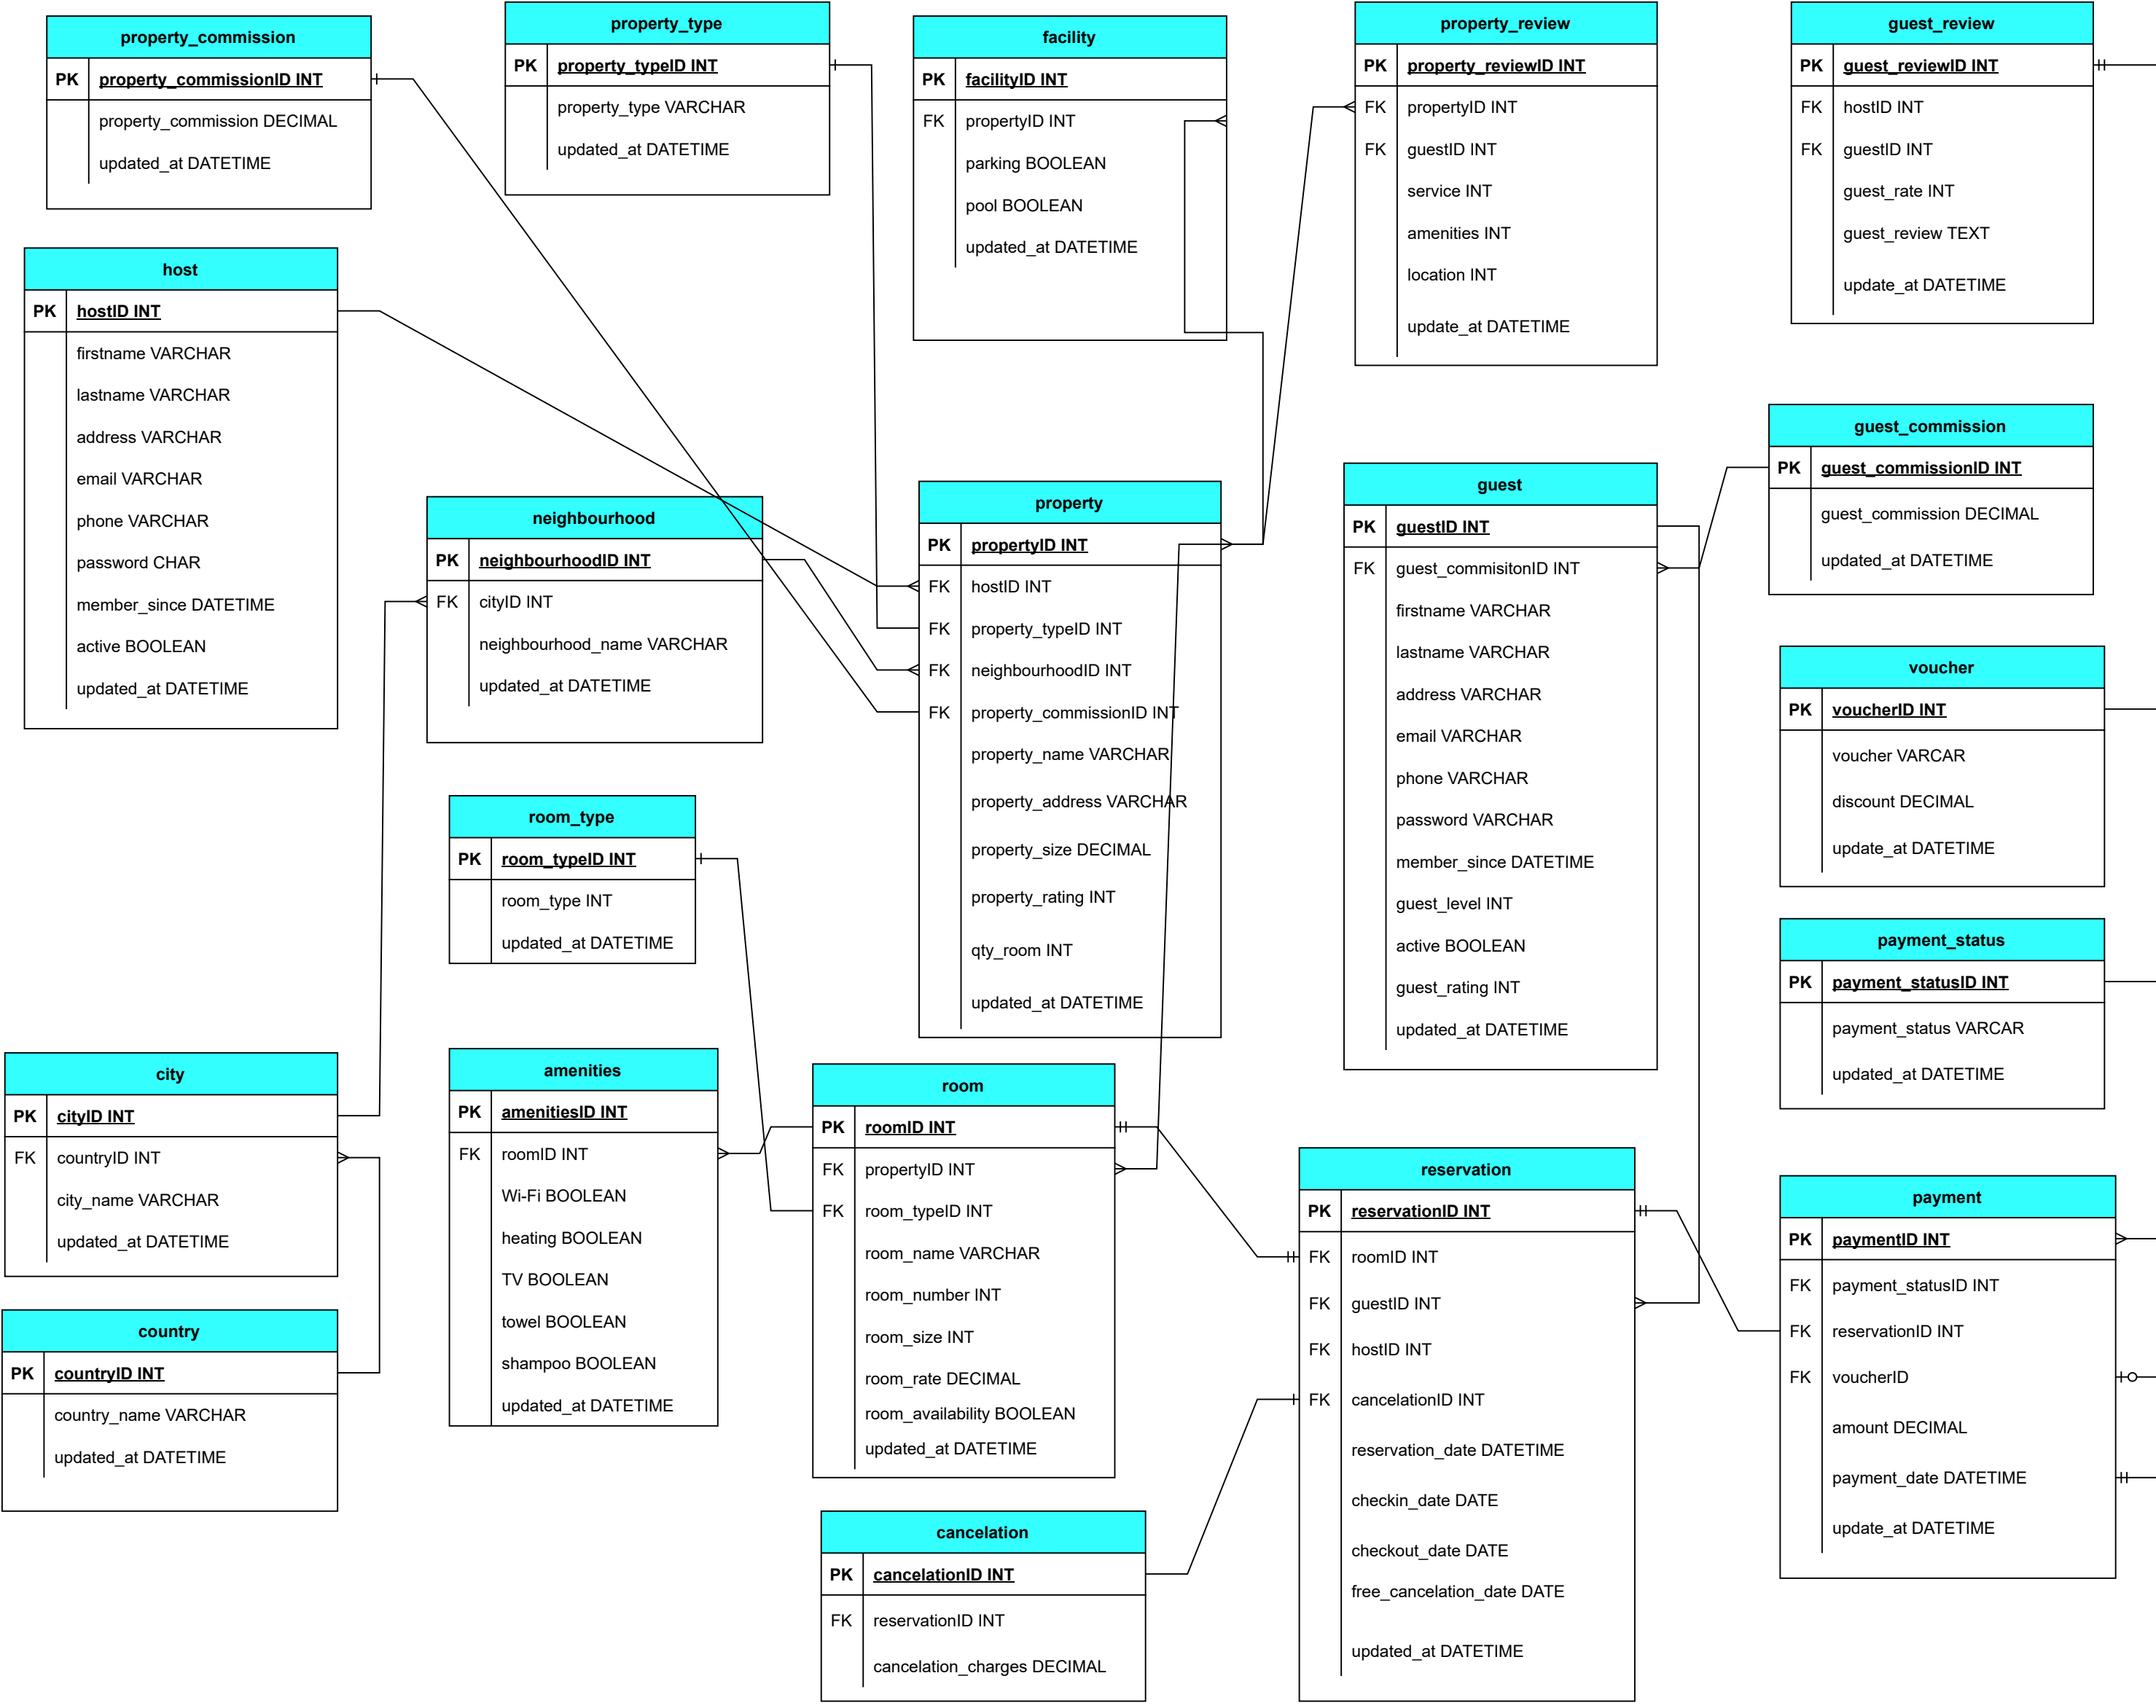 property_commission
PK property_commissionID INT
property_commission DECIMAL
updated_at DATETIME
property_type
PK property_typeID INT
property_type VARCHAR
updated_at DATETIME
facility
PK facilityID INT
FK propertyID INT
parking BOOLEAN
pool BOOLEAN
updated_at DATETIME
property_review
PK property_reviewID INT
FK propertyID INT
FK guestID INT
service INT
amenities INT
location INT
update_at DATETIME
guest_review
PK guest_reviewID INT
FK hostID INT
FK guestID INT
guest_rate INT
guest_review TEXT
update_at DATETIME
host
PK hostID INT
firstname VARCHAR
lastname VARCHAR
address VARCHAR
email VARCHAR
phone VARCHAR
password CHAR
member_since DATETIME
active BOOLEAN
updated_at DATETIME
neighbourhood
PK neighbourhoodID INT
FK cityID INT
neighbourhood_name VARCHAR
updated_at DATETIME
property
PK propertyID INT
FK hostID INT
FK property_typeID INT
FK neighbourhoodID INT
FK property_commissionID INT
property_name VARCHAR
property_address VARCHAR
property_size DECIMAL
property_rating INT
qty_room INT
updated_at DATETIME
guest
PK guestID INT
FK guest_commisitonID INT
firstname VARCHAR
lastname VARCHAR
address VARCHAR
email VARCHAR
phone VARCHAR
password VARCHAR
member_since DATETIME
guest_level INT
active BOOLEAN
guest_rating INT
updated_at DATETIME
guest_commission
PK guest_commissionID INT
guest_commission DECIMAL
updated_at DATETIME
voucher
PK voucherID INT
voucher VARCAR
discount DECIMAL
update_at DATETIME
room_type
PK room_typeID INT
room_type INT
updated_at DATETIME
payment_status
PK payment_statusID INT
payment_status VARCAR
updated_at DATETIME
city
PK cityID INT
FK countryID INT
city_name VARCHAR
updated_at DATETIME
amenities
PK amenitiesID INT
FK roomID INT
Wi-Fi BOOLEAN
heating BOOLEAN
TV BOOLEAN
towel BOOLEAN
shampoo BOOLEAN
updated_at DATETIME
room
PK roomID INT
FK propertyID INT
FK room_typeID INT
room_name VARCHAR
room_number INT
room_size INT
room_rate DECIMAL
room_availability BOOLEAN
updated_at DATETIME
reservation
PK reservationID INT
FK roomID INT
FK guestID INT
FK hostID INT
FK cancelationID INT
reservation_date DATETIME
checkin_date DATE
checkout_date DATE
free_cancelation_date DATE
updated_at DATETIME
payment
PK paymentID INT
FK payment_statusID INT
FK reservationID INT
FK voucherID
amount DECIMAL
payment_date DATETIME
update_at DATETIME
country
PK countryID INT
country_name VARCHAR
updated_at DATETIME
cancelation
PK cancelationID INT
FK reservationID INT
cancelation_charges DECIMAL